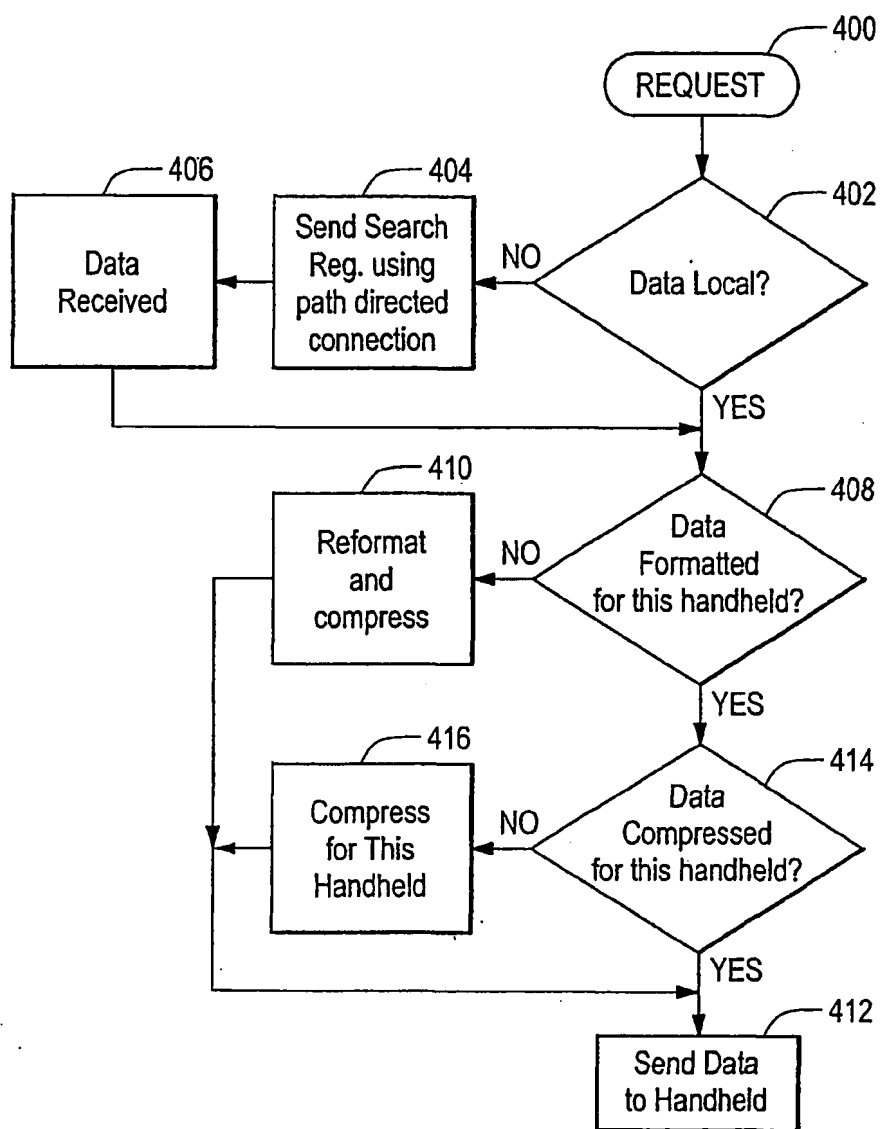 400
REQUEST
402
Data Local?
NO
YES
404
Send Search
Reg. using
path directed
connection
406
Data
Received
408
Data
Formatted
for this handheld?
NO
YES
410
Reformat
and
compress
414
Data
Compressed
for this handheld?
NO
YES
416
Compress
for This
Handheld
412
Send Data
to Handheld